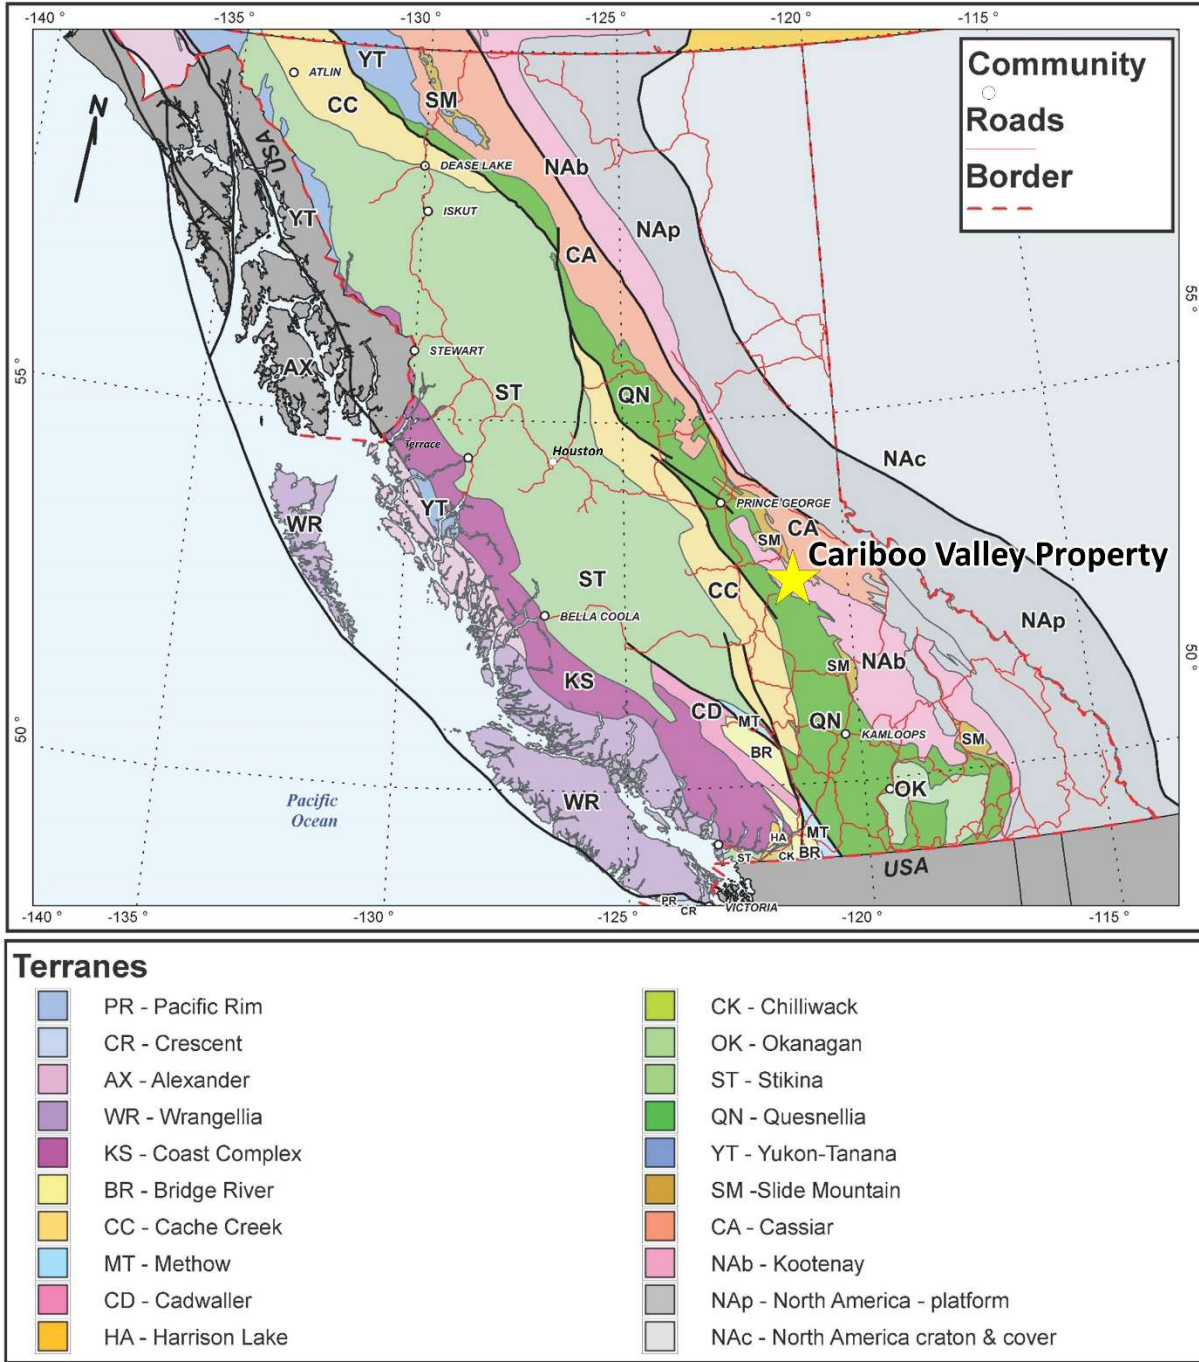 -140
-135
-130
-125
-120
-115
Community
Roads
Border
N
ATLIN
YT
SM
CC
USA
DEASE LAKE
NAb
ISKUT
YT
NAp
CA
55 °
STEWART
55 °
AX
ST
QN
Terrace
Houston
NAc
PRINCE GEORGE
WR
YT
SM
CA
Cariboo Valley Property
ST
CC
BELLA COOLA
NAp
50 °
KS
SM
NAb
CD
MT
QN
50 °
BR
KAMLOOPS
SM
Pacific
Ocean
WR
OK
HA
MT
ST
CK
BR
USA
PR
CR
VICTORIA
-140 °
-135 °
-130 °
-125 °
-120 °
-115 °
Terranes
PR - Pacific Rim
CR - Crescent
AX - Alexander
WR - Wrangellia
KS - Coast Complex
BR - Bridge River
CC - Cache Creek
MT - Methow
CD - Cadwaller
HA - Harrison Lake
CK - Chilliwack
OK - Okanagan
ST - Stikina
QN - Quesnellia
YT - Yukon-Tanana
SM -Slide Mountain
CA - Cassiar
NAb - Kootenay
NAp - North America - platform
NAc - North America craton & cover